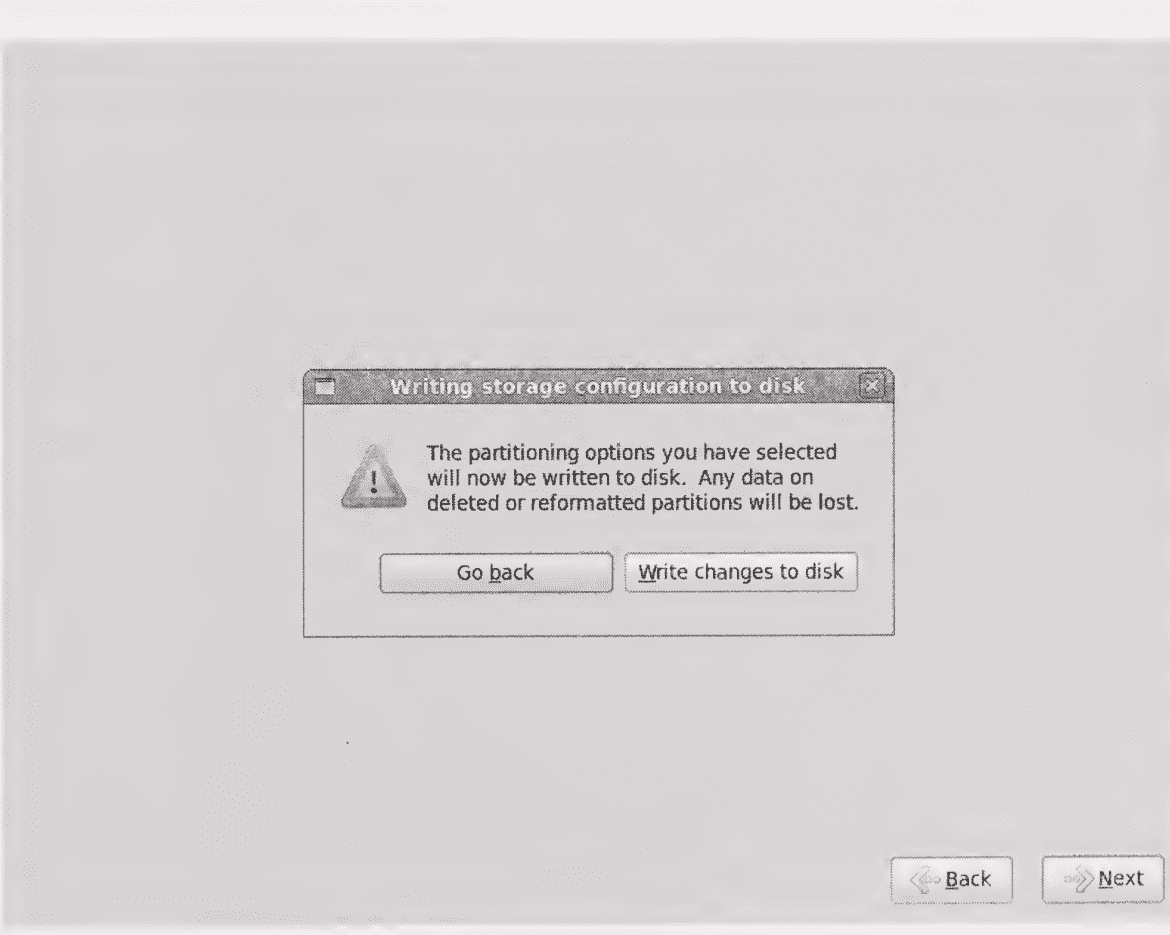 Writing storage configuration to disk
The partitioning options you have selected
will now be written to disk. Any data on
deleted or reformatted partitions will be lost.
Go back
Write changes to disk
Back
Next